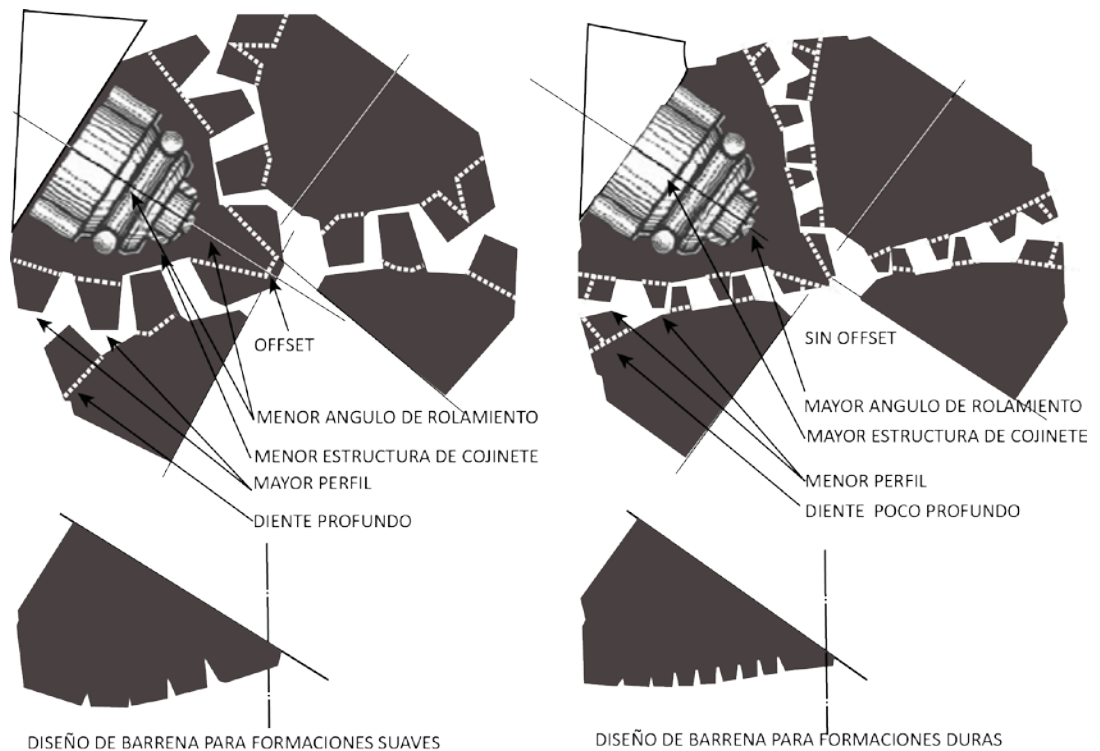 OFFSET
MENOR ANGULO DE ROLAMIENTO
MENOR ESTRUCTURA DE COJINETE
MAYOR PERFIL
DIENTE PROFUNDO
DISEÑO DE BARRENA PARA FORMACIONES SUAVES
SIN OFFSET
MAYOR ANGULO DE ROLAMIENTO
MAYOR ESTRUCTURA DE COJINETE
MENOR PERFIL
DIENTE POCO PROFUNDO
DISEÑO DE BARRENA PARA FORMACIONES DURAS